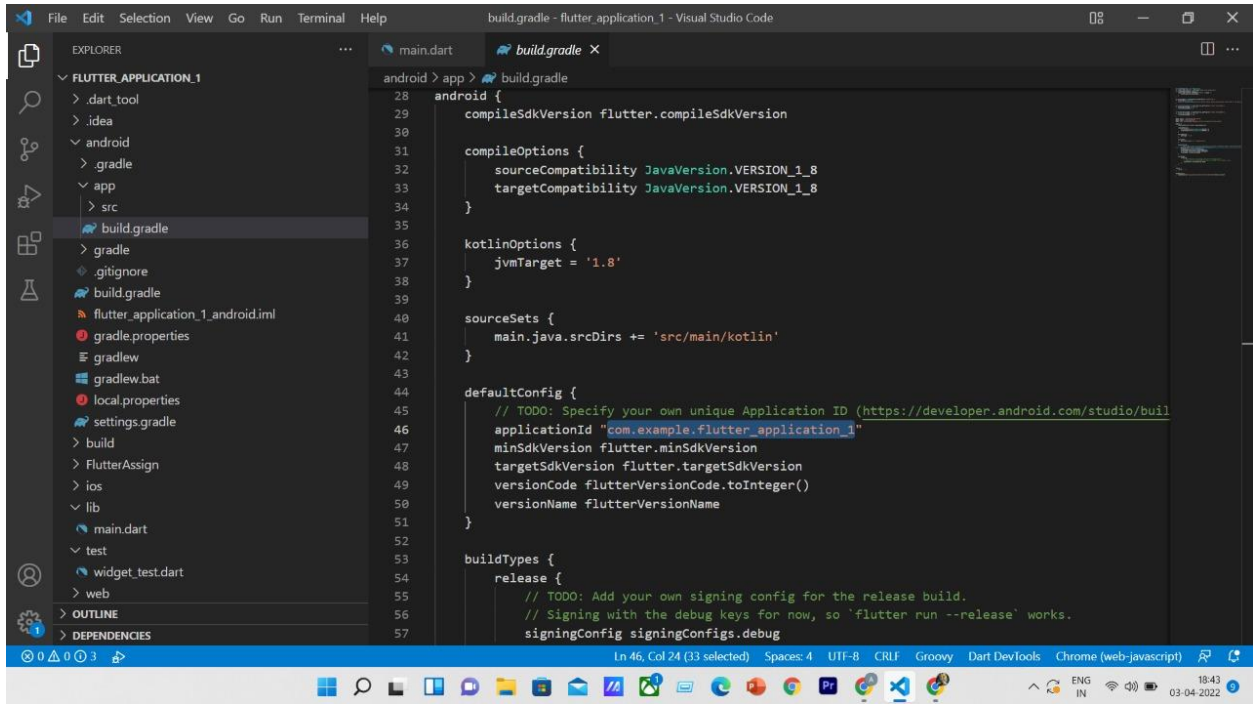 File Edit Selection View Go Run Terminal Help build.gradle - flutter_application_1 - Visual Studio Code
EXPLORER
main.dart
build.gradle
FLUTTER_APPLICATION_1
android > app > build.gradle
.dart_tool
.idea
android
.gradle
app
src
build.gradle
gradle
.gitignore
build.gradle
flutter_application_1_android.iml
gradle.properties
gradlew
gradlew.bat
local.properties
settings.gradle
build
FlutterAssign
ios
lib
main.dart
test
widget_test.dart
web
OUTLINE
DEPENDENCIES
28 android {
29 compileSdkVersion flutter.compileSdkVersion
30
31 compileOptions {
32 sourceCompatibility JavaVersion.VERSION_1_8
33 targetCompatibility JavaVersion.VERSION_1_8
34 }
35
36 kotlinOptions {
37 jvmTarget = '1.8'
38 }
39
40 sourceSets {
41 main.java.srcDirs += 'src/main/kotlin'
42 }
43
44 defaultConfig {
45 // TODO: Specify your own unique Application ID (https://developer.android.com/studio/buil
46 applicationId "com.example.flutter_application_1"
47 minSdkVersion flutter.minSdkVersion
48 targetSdkVersion flutter.targetSdkVersion
49 versionCode flutterVersionCode.toInteger()
50 versionName flutterVersionName
51 }
52
53 buildTypes {
54 release {
55 // TODO: Add your own signing config for the release build.
56 // Signing with the debug keys for now, so `flutter run --release` works.
57 signingConfig signingConfigs.debug
1
0 0 3 Ln 46, Col 24 (33 selected) Spaces: 4 UTF-8 CRLF Groovy Dart DevTools Chrome (web-javascript)
Pr
ENG
IN
18:43
03-04-2022
9